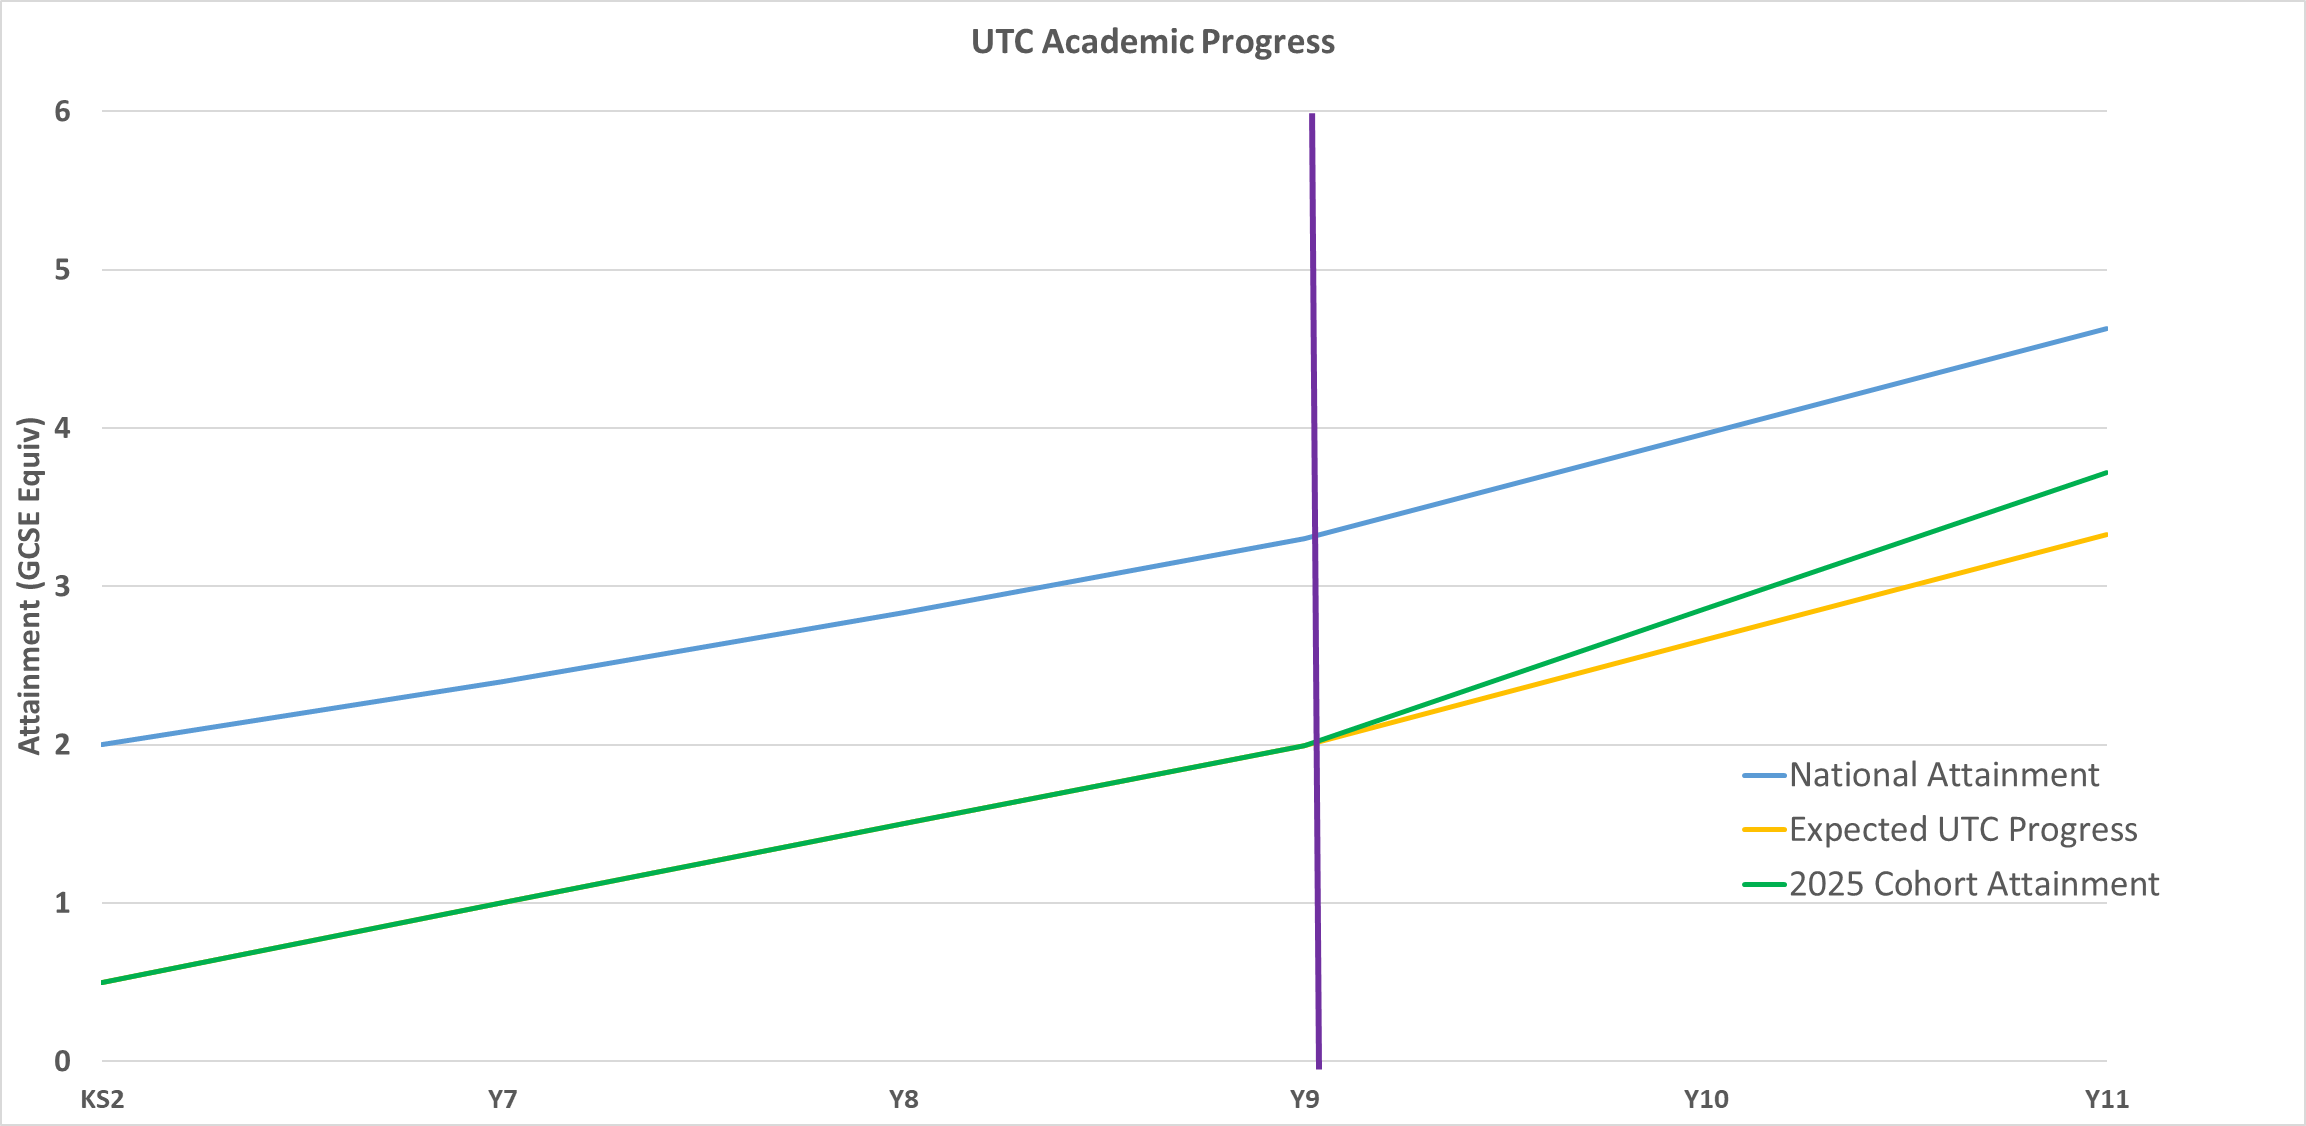 UTC Academic Progress
6
5
4
3
2
1
0
Attainment (GCSE Equiv)
KS2 Y7 Y8 Y9 Y10 Y11
National Attainment
Expected UTC Progress
2025 Cohort Attainment